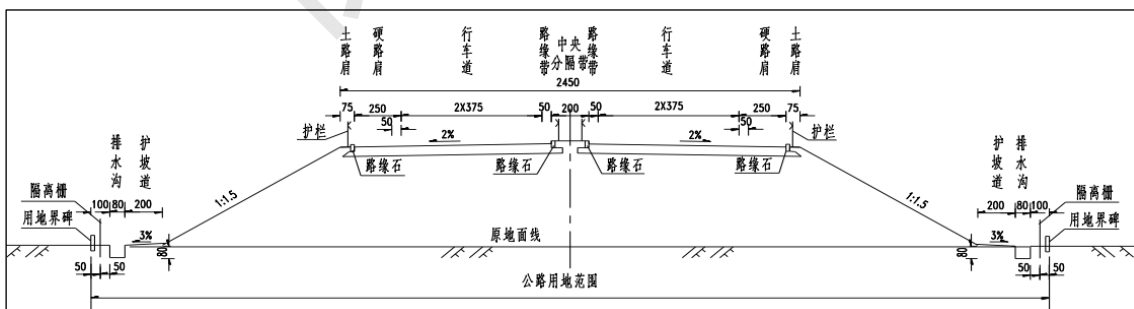 土路肩
硬路肩
行车道
路缘带
中央分隔带
路缘带
行车道
硬路肩
土路肩
2450
75
250
2X375
50
200
50
2X375
250
75
50
50
护栏
2%
2%
护栏
排水沟
护坡道
路缘石
路缘石
路缘石
路缘石
护坡道
排水沟
隔离栅
100
80
200
1:1.5
1:1.5
200
80
100
隔离栅
用地界碑
用地界碑
3%
原地面线
3%
80
80
50
50
50
50
公路用地范围